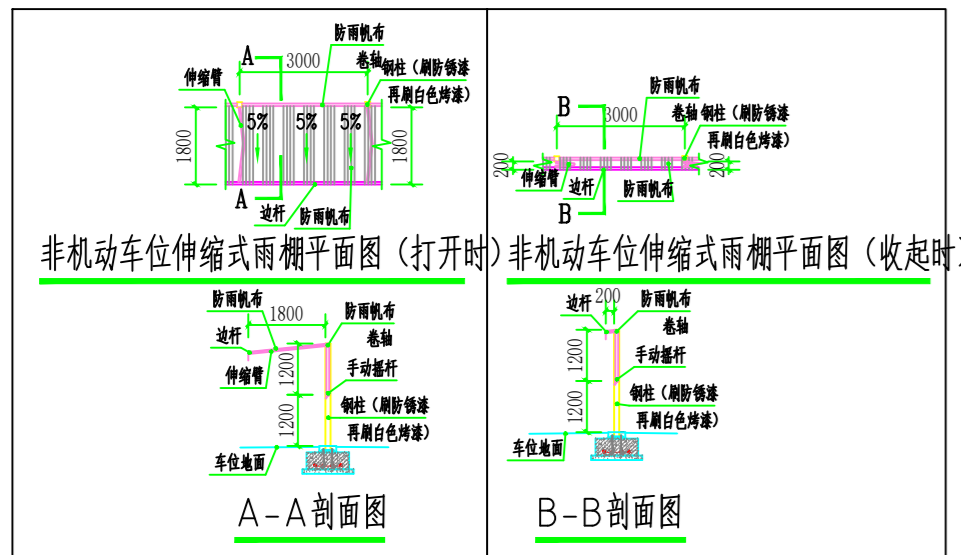 防雨帆布
A
3000
卷轴
钢柱（刷防锈漆
再刷白色烤漆）
伸缩臂
5%
5%
5%
1800
1800
A
边杆
防雨帆布
非机动车位伸缩式雨棚平面图（打开时）
防雨帆布
B
3000
卷轴
钢柱（刷防锈漆
再刷白色烤漆）
200
200
伸缩臂
边杆
防雨帆布
B
非机动车位伸缩式雨棚平面图（收起时）
防雨帆布
1800
防雨帆布
卷轴
边杆
伸缩臂
1200
手动摇杆
1200
钢柱（刷防锈漆
再刷白色烤漆）
车位地面
A-A剖面图
边杆
200
防雨帆布
卷轴
1200
手动摇杆
1200
钢柱（刷防锈漆
再刷白色烤漆）
车位地面
B-B剖面图